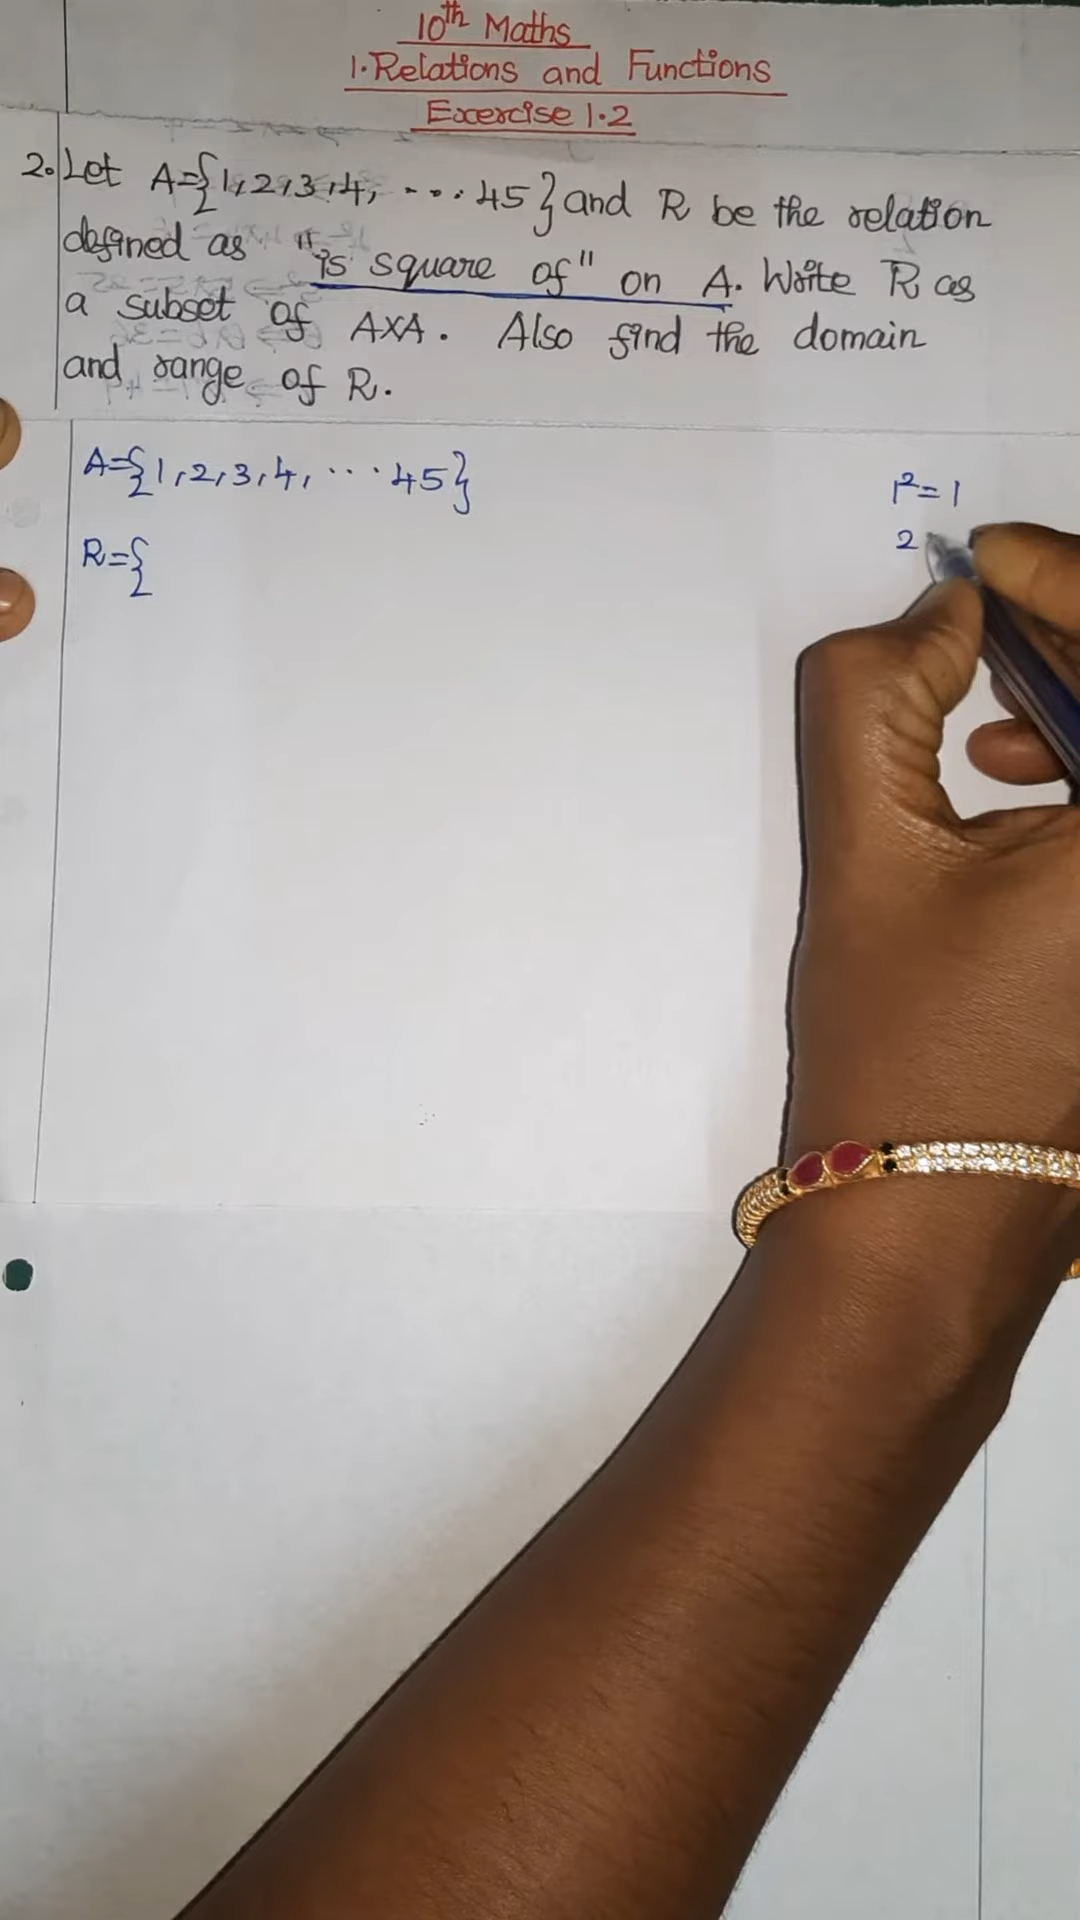 10th Maths
1. Relations and Functions
Exercise 1.2
2. Let A={1,2,3,4, .... 45} and R be the relation
defined as "is square of" on A. Write R as
a subset of A×A. Also find the domain
and range of R.
A={1,2,3,4, ... 45}
R={
1²=1
2